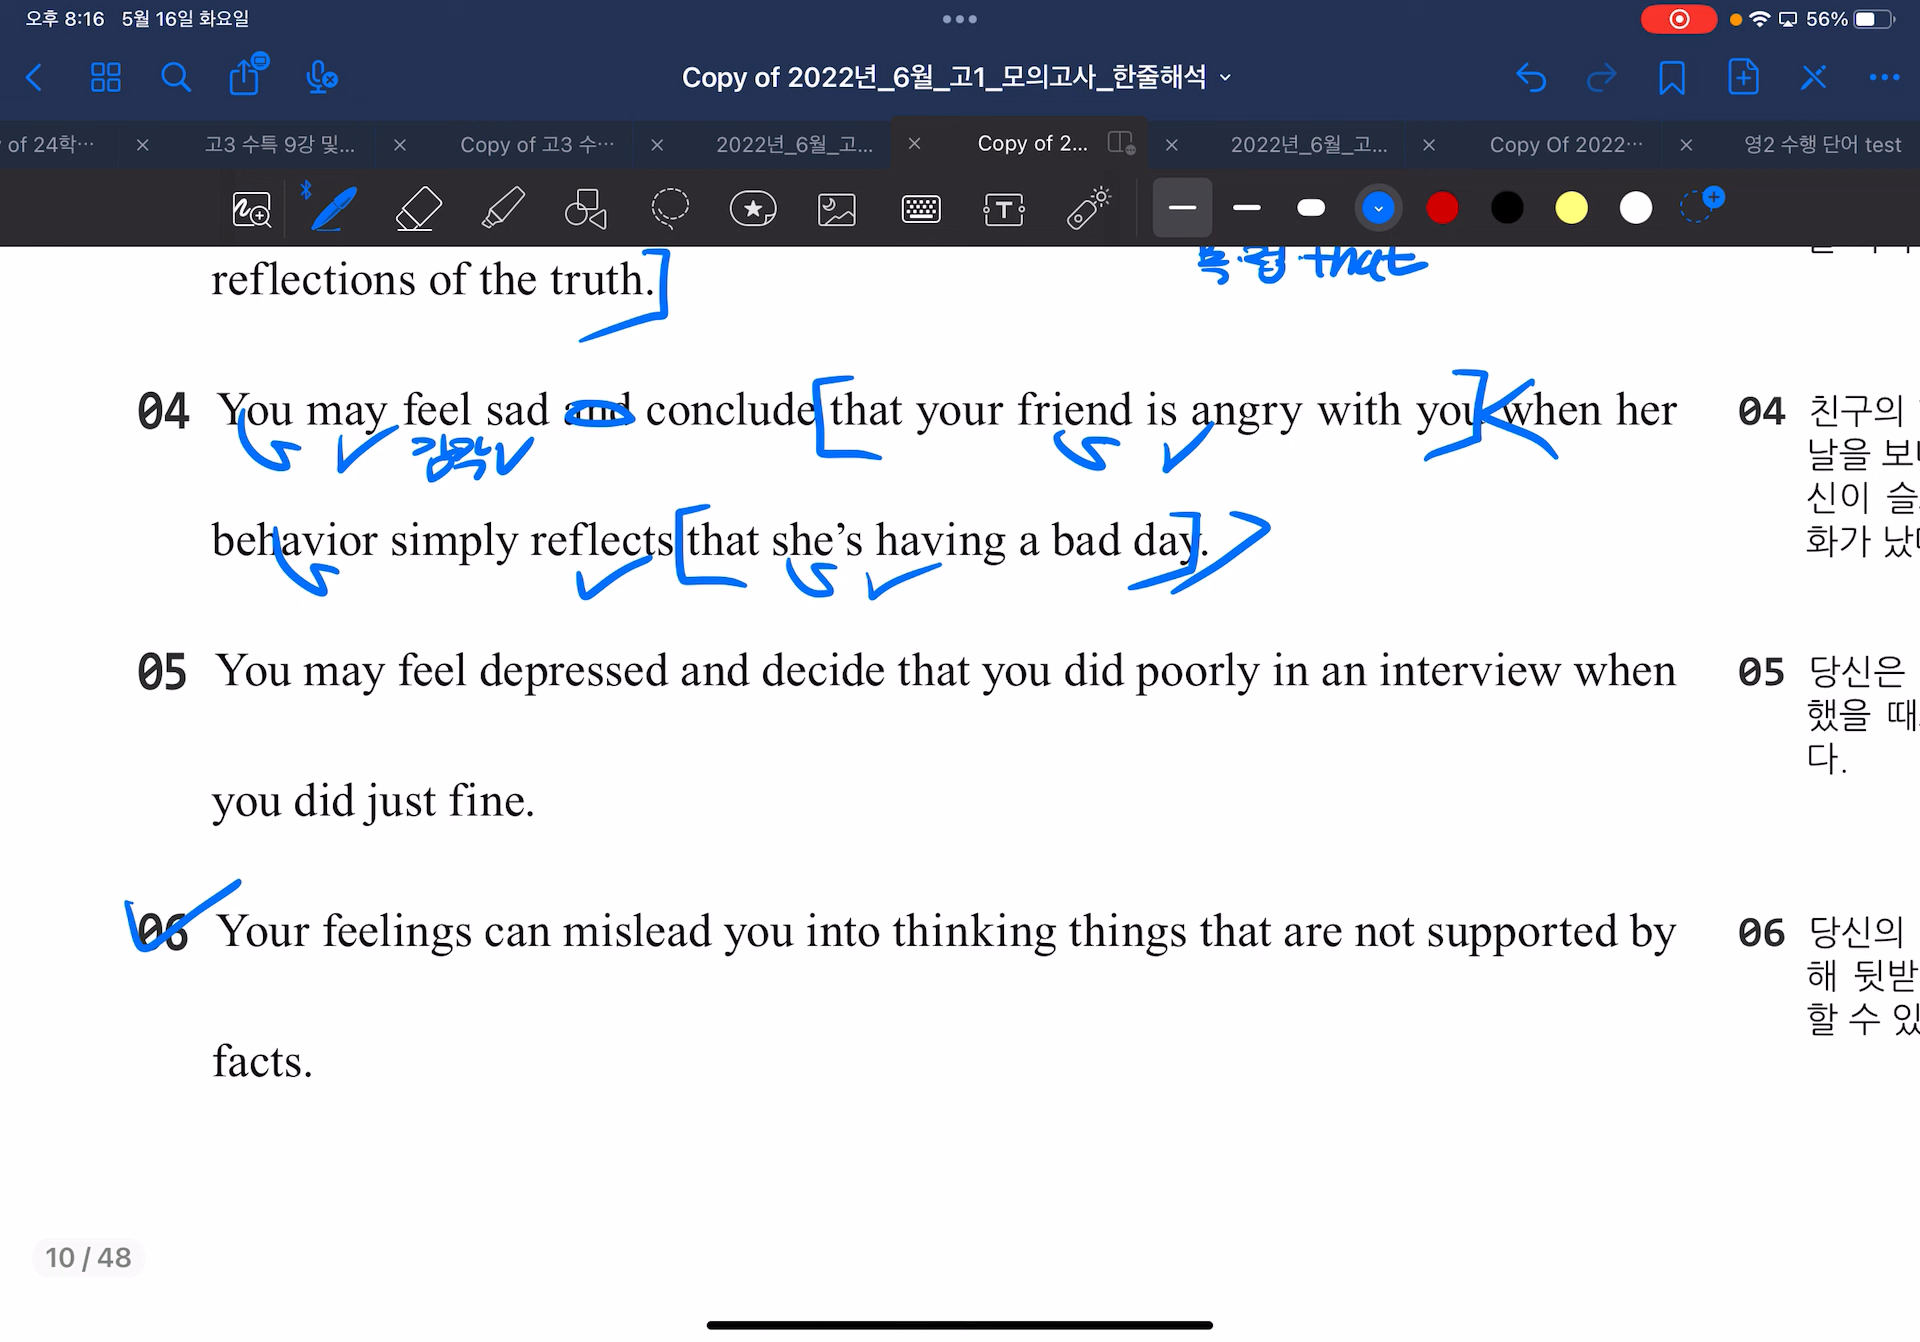 오후 8:16 5월 16일 화요일
56%
Copy of 2022년_6월_고1_모의고사_한줄해석
of 24학…
고3 수특 9강 및...
Copy of 고3 수…
2022년_6월_고...
Copy of 2...
2022년_6월_고...
Copy Of 2022…
영2 수행 단어 test
reflections of the truth.
that
04 You may feel sad and conclude that your friend is angry with you when her
감각
behavior simply reflects that she's having a bad day.
05 You may feel depressed and decide that you did poorly in an interview when
you did just fine.
06 Your feelings can mislead you into thinking things that are not supported by
facts.
04 친구의
날을 보
신이 슬
화가 났
05 당신은
했을 때
다.
06 당신의
해 뒷받
할 수 있
10 / 48